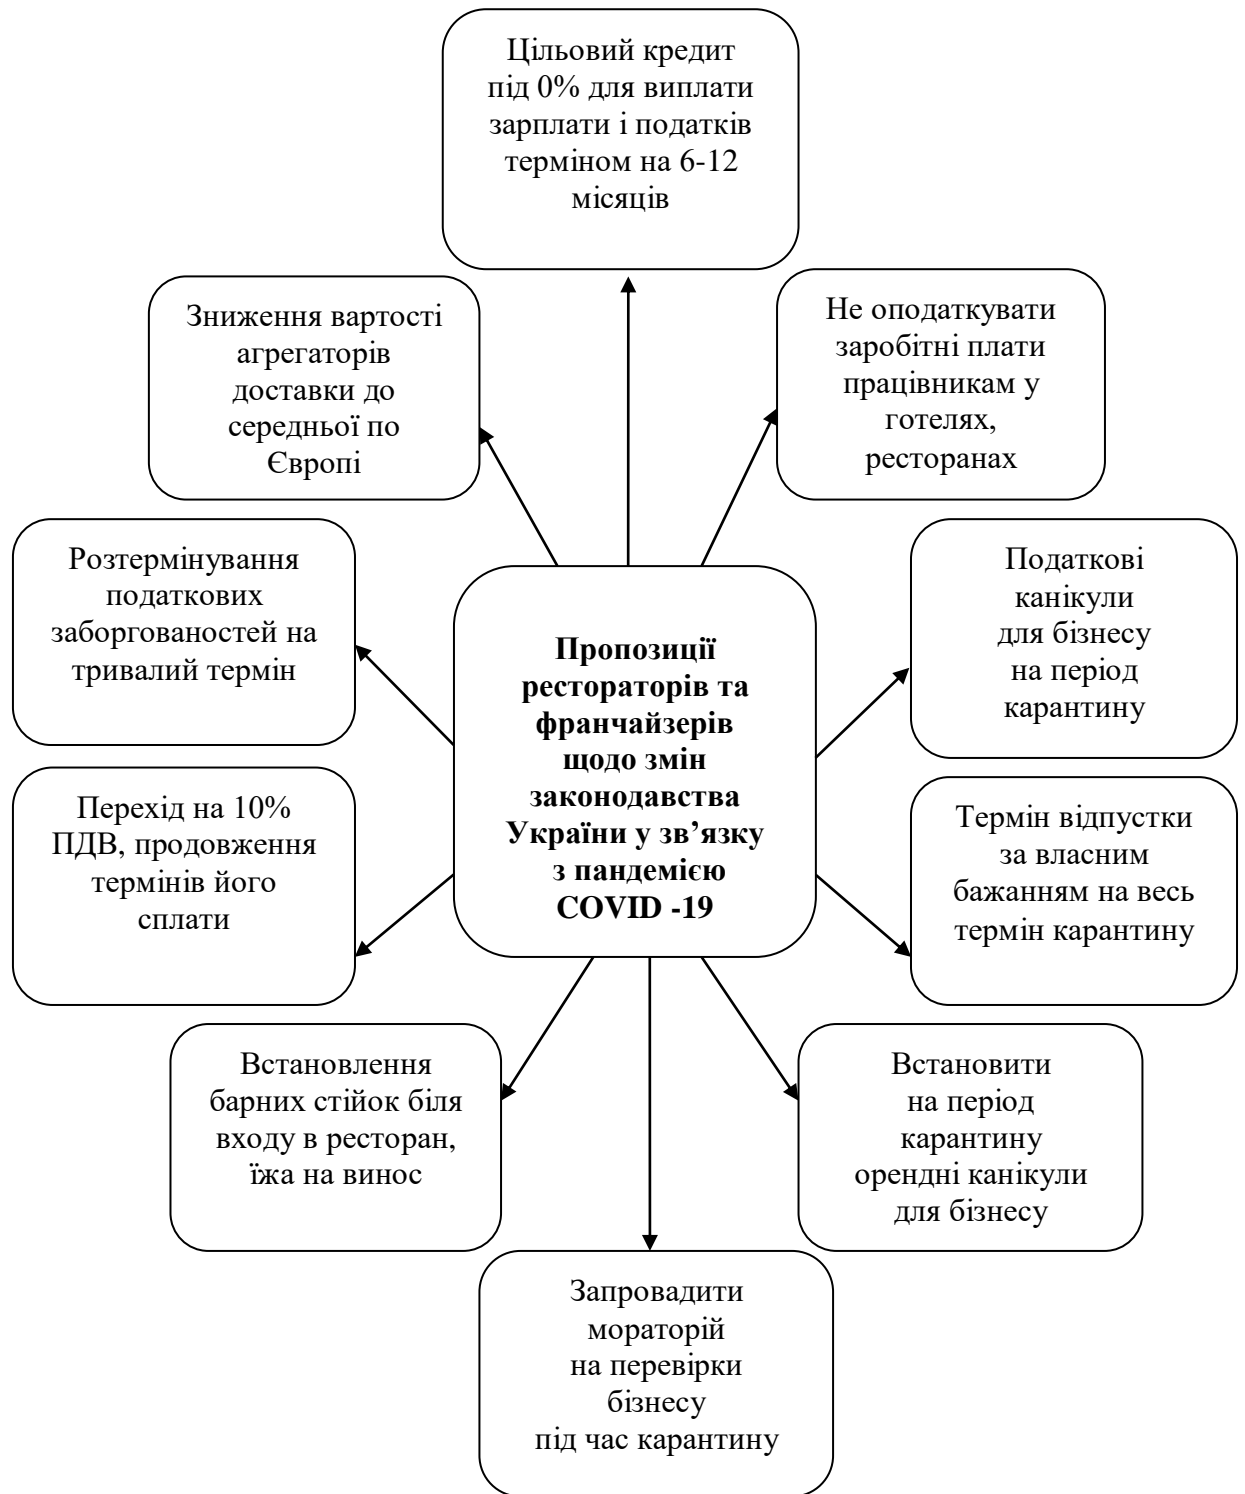 Цільовий кредит
під 0% для виплати
зарплати і податків
терміном на 6-12
місяців
Зниження вартості
агрегаторів
доставки до
середньої по
Європі
Не оподаткувати
заробітні плати
працівникам у
готелях,
ресторанах
Розтермінування
податкових
заборгованостей на
тривалий термін
Податкові
канікули
для бізнесу
на період
карантину
Пропозиції
рестораторів та
франчайзерів
щодо змін
законодавства
України у зв’язку
з пандемією
COVID -19
Перехід на 10%
ПДВ, продовження
термінів його
сплати
Термін відпустки
за власним
бажанням на весь
термін карантину
Встановлення
барних стійок біля
входу в ресторан,
їжа на винос
Встановити
на період
карантину
орендні канікули
для бізнесу
Запровадити
мораторій
на перевірки
бізнесу
під час карантину